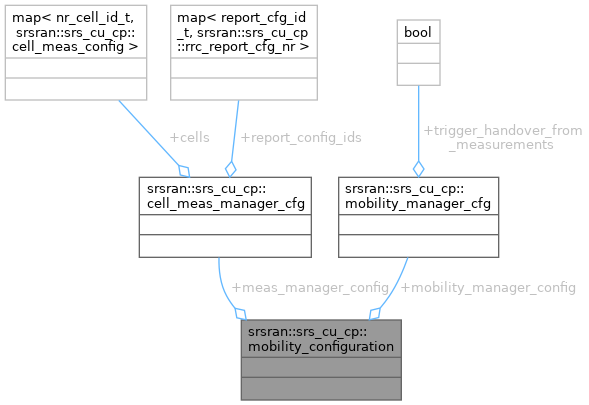 map< nr_cell_id_t,
srsran::srs_cu_cp::
cell_meas_config >
map< report_cfg_id
_t, srsran::srs_cu_cp
::rrc_report_cfg_nr >
bool
+cells
+report_config_ids
+trigger_handover_from
_measurements
srsran::srs_cu_cp::
cell_meas_manager_cfg
srsran::srs_cu_cp::
mobility_manager_cfg
+meas_manager_config
+mobility_manager_config
srsran::srs_cu_cp::
mobility_configuration